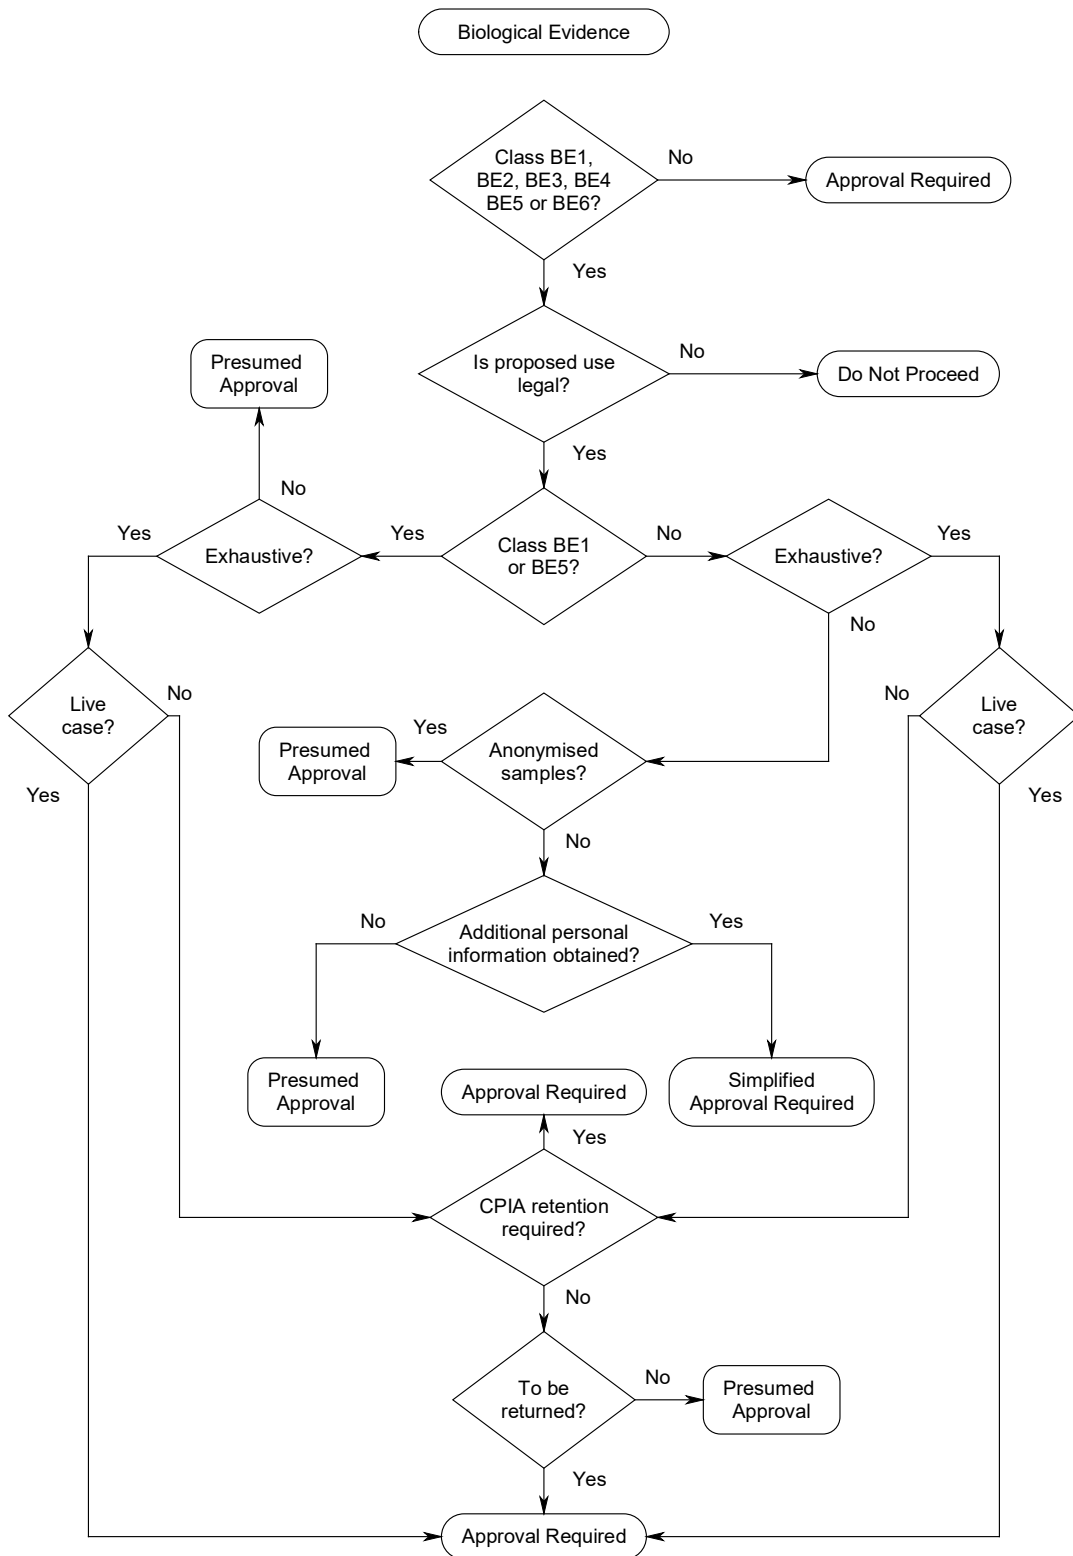 Biological Evidence
Class BE1,
BE2, BE3, BE4
BE5 or BE6?
No
Approval Required
Yes
Is proposed use
legal?
No
Do Not Proceed
Presumed
Approval
Yes
No
Yes
Exhaustive?
Yes
Class BE1
or BE5?
No
Exhaustive?
Yes
No
Live
case?
No
Yes
No
Live
case?
Yes
Presumed
Approval
Yes
Anonymised
samples?
No
No
Additional personal
information obtained?
Yes
Presumed
Approval
Approval Required
Simplified
Approval Required
Yes
CPIA retention
required?
No
To be
returned?
No
Presumed
Approval
Yes
Approval Required